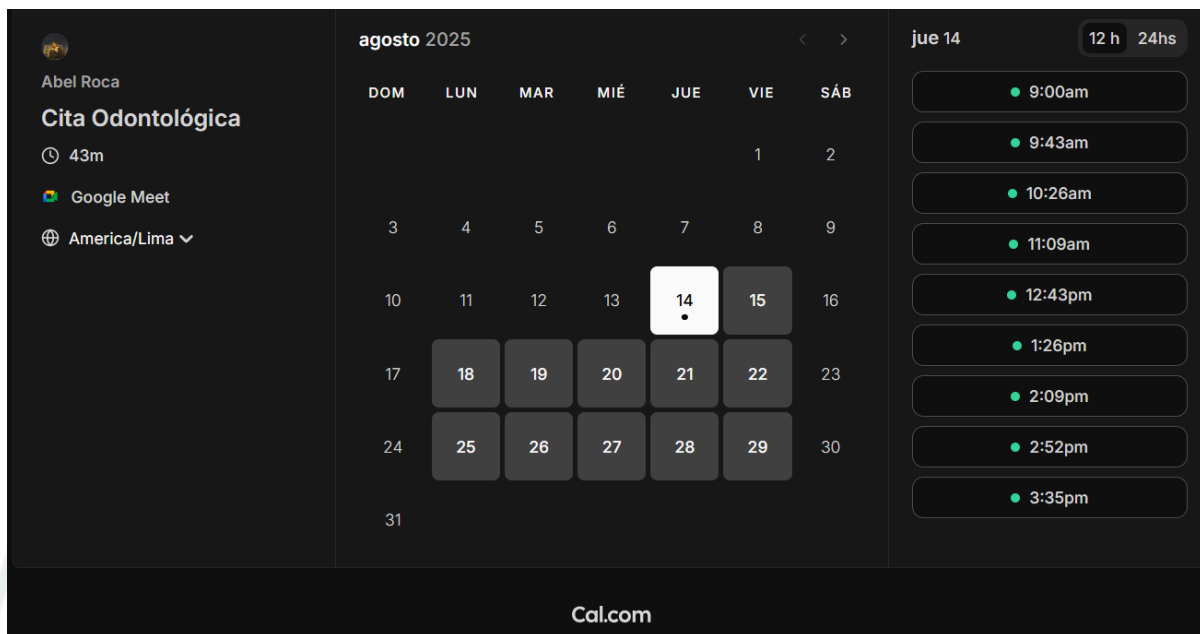 Abel Roca
Cita Odontológica
43m
Google Meet
America/Lima
agosto 2025
DOM LUN MAR MIÉ JUE VIE SÁB
1 2
3 4 5 6 7 8 9
10 11 12 13 14 15 16
17 18 19 20 21 22 23
24 25 26 27 28 29 30
31
jue 14
12 h 24hs
9:00am
9:43am
10:26am
11:09am
12:43pm
1:26pm
2:09pm
2:52pm
3:35pm
Cal.com